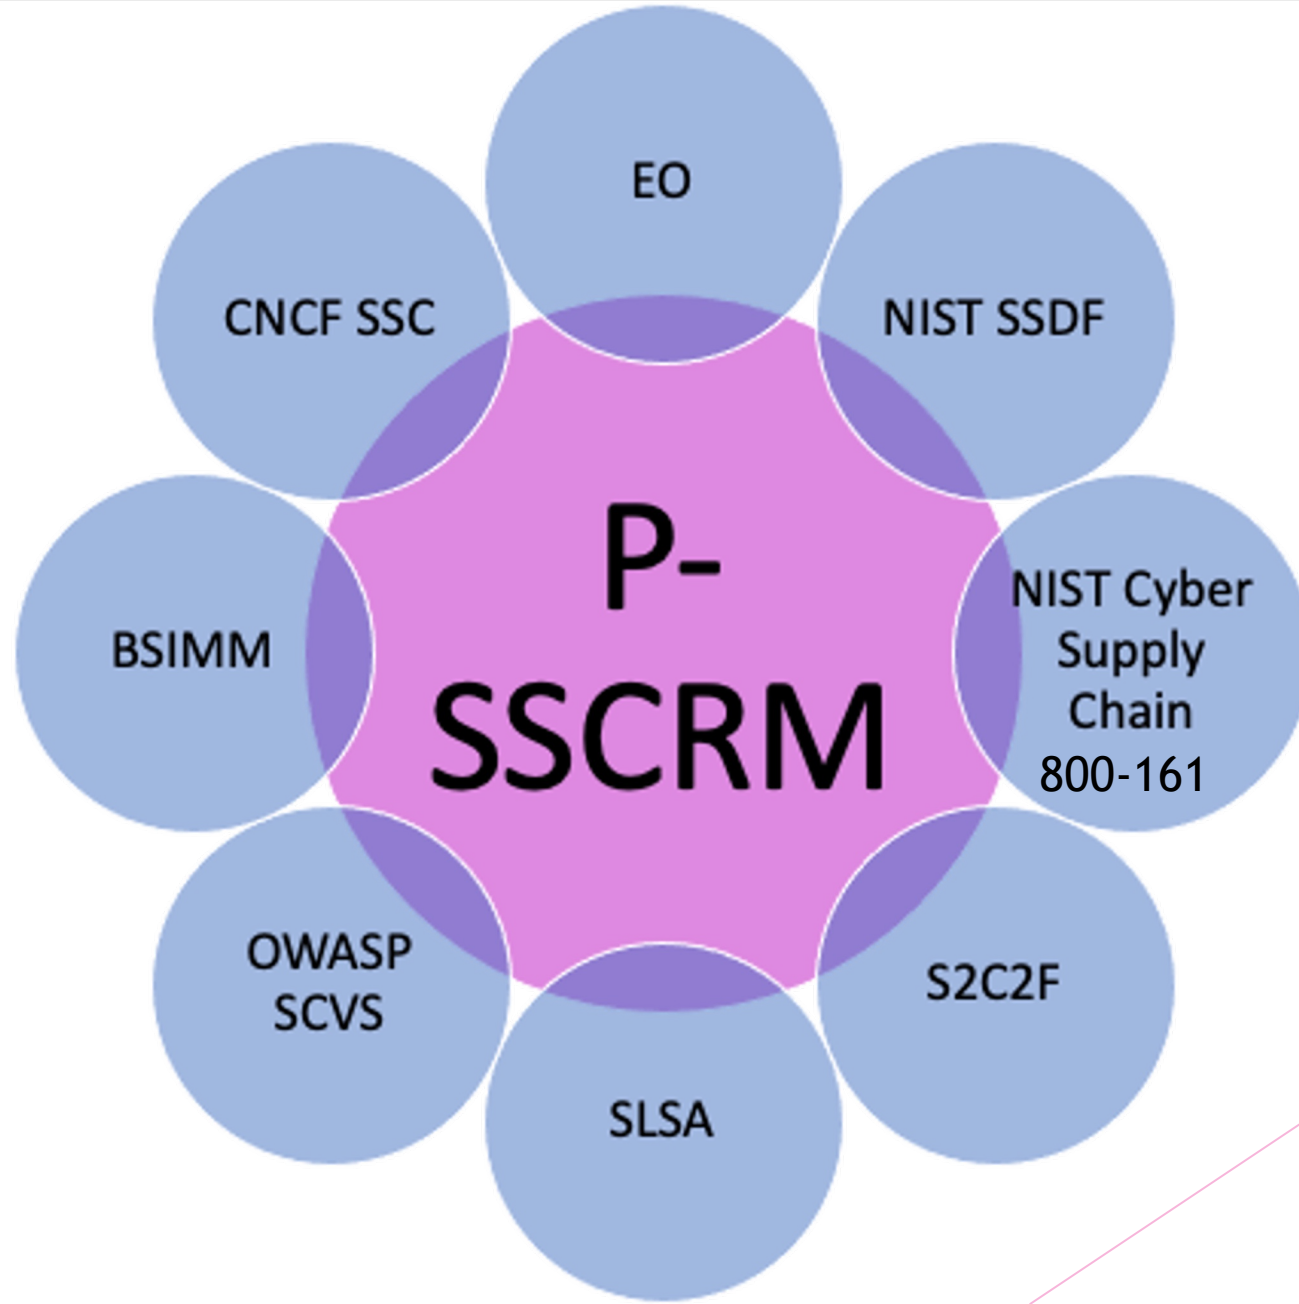 EO
CNCF SSC
NIST SSDF
P-
SSCRM
BSIMM
NIST Cyber
Supply
Chain
800-161
OWASP
SCVS
S2C2F
SLSA